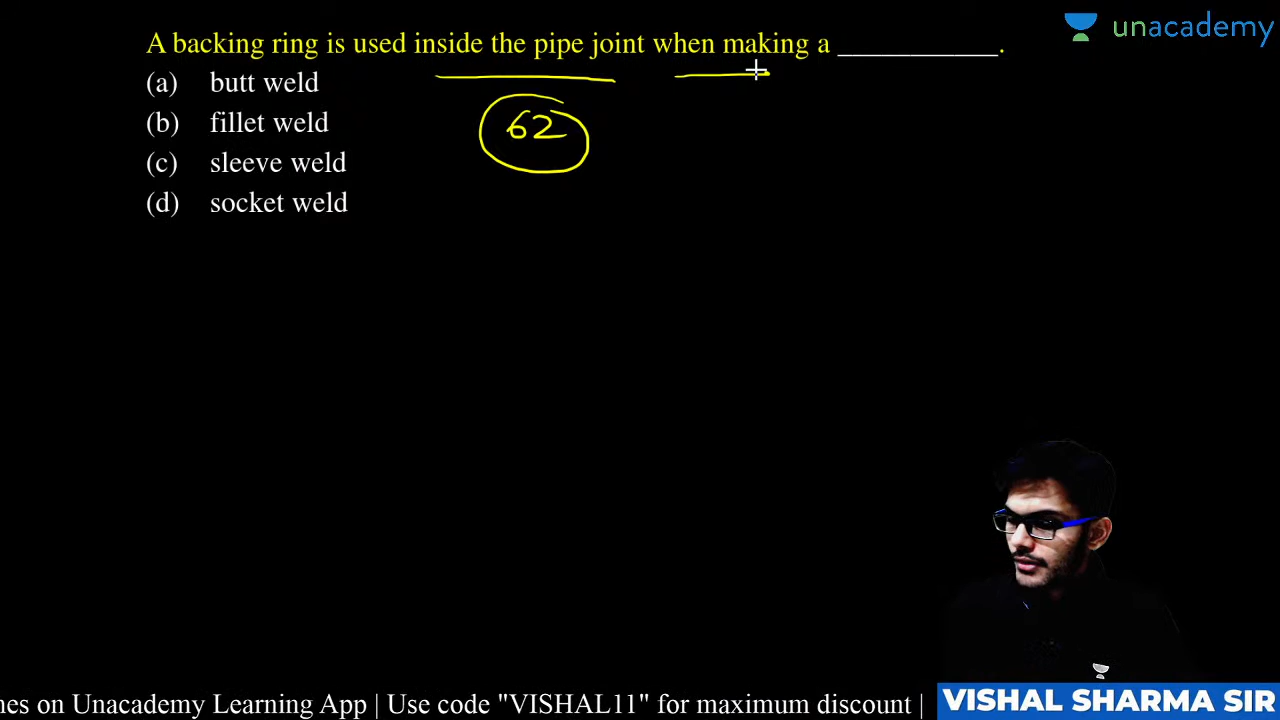 unacademy
A backing ring is used inside the pipe joint when making a ____________.
(a) butt weld
(b) fillet weld
(c) sleeve weld
(d) socket weld
62
nes on Unacademy Learning App | Use code "VISHAL11" for maximum discount |
VISHAL SHARMA SIR